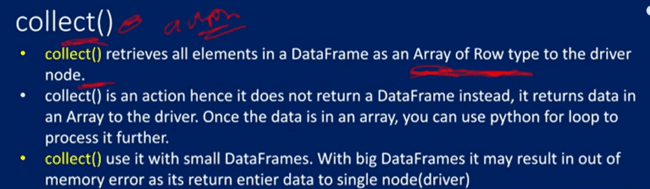 collect() action
• collect() retrieves all elements in a DataFrame as an Array of Row type to the driver
node.
• collect() is an action hence it does not return a DataFrame instead, it returns data in
an Array to the driver. Once the data is in an array, you can use python for loop to
process it further.
• collect() use it with small DataFrames. With big DataFrames it may result in out of
memory error as its return entier data to single node(driver)